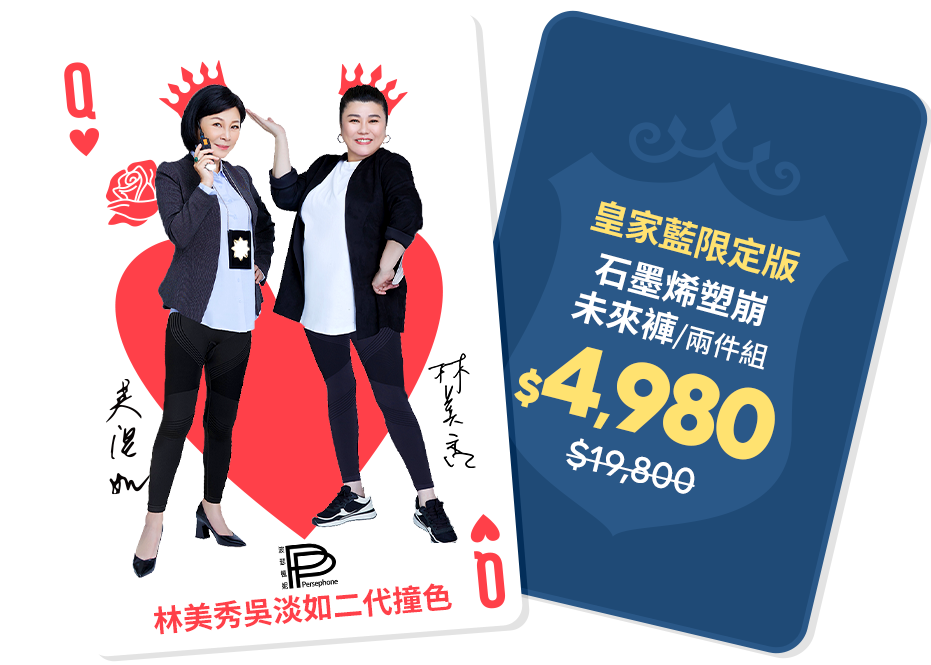 Q
吳淡如
林美秀
Persephone
林美秀吳淡如二代撞色
Q
皇家藍限定版
石墨烯塑崩
未來褲/兩件組
$4,980
$19,800